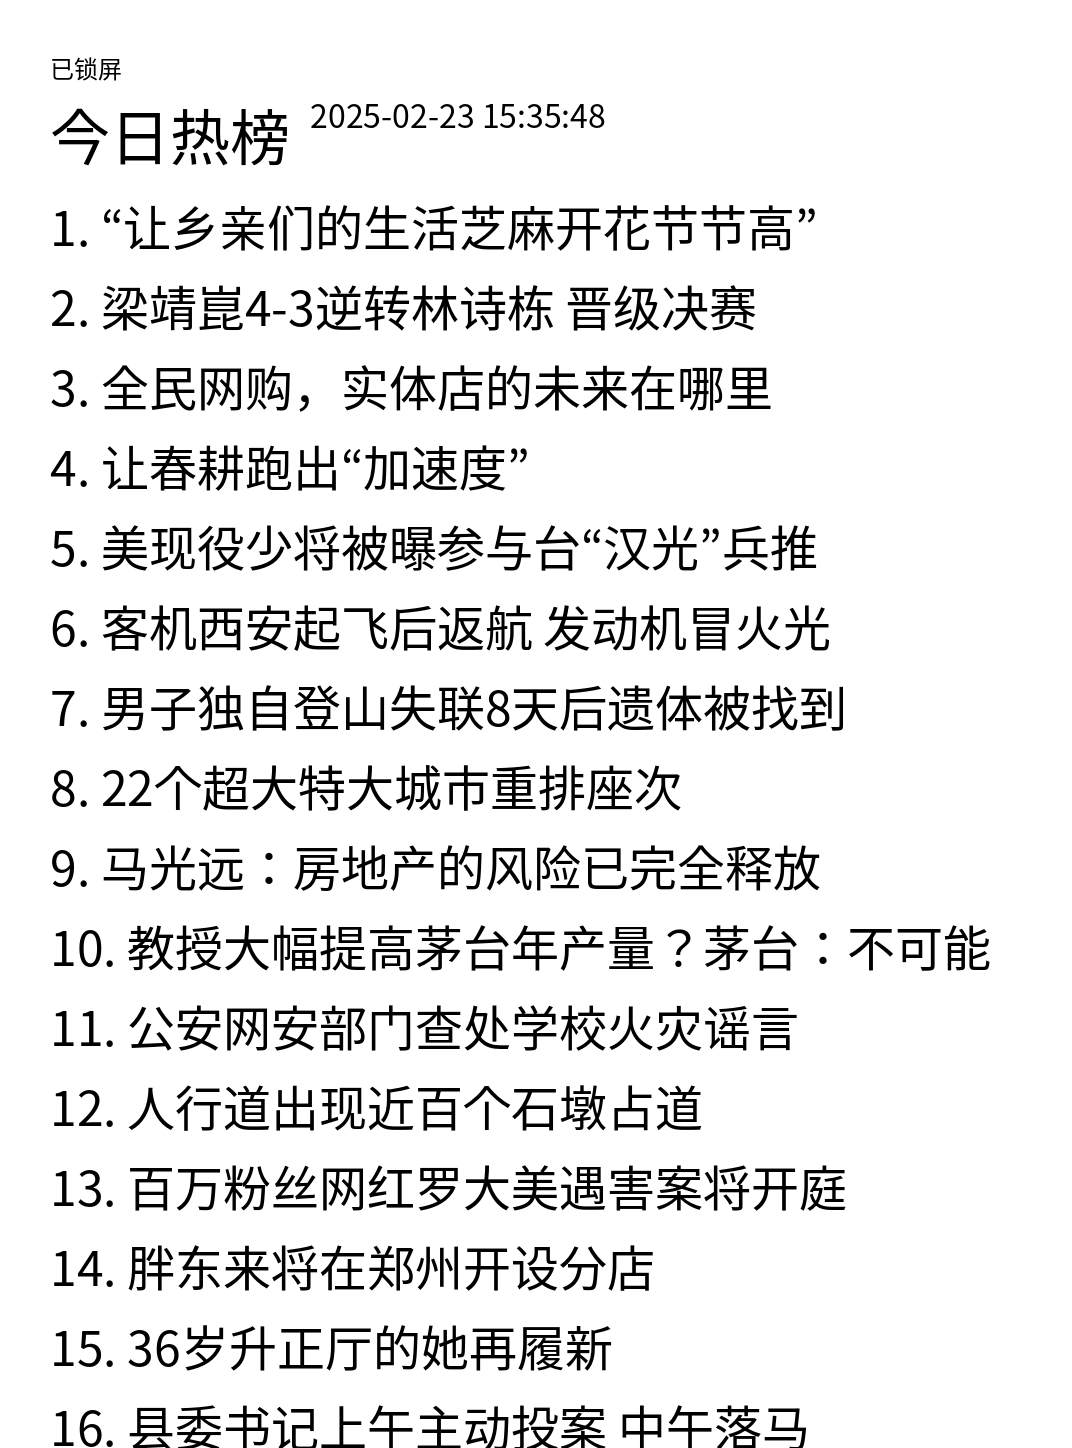 已锁屏
今日热榜 2025-02-23 15:35:48
1. “让乡亲们的生活芝麻开花节节高”
2. 梁靖崑4-3逆转林诗栋 晋级决赛
3. 全民网购，实体店的未来在哪里
4. 让春耕跑出“加速度”
5. 美现役少将被曝参与台“汉光”兵推
6. 客机西安起飞后返航 发动机冒火光
7. 男子独自登山失联8天后遗体被找到
8. 22个超大特大城市重排座次
9. 马光远：房地产的风险已完全释放
10. 教授大幅提高茅台年产量？茅台：不可能
11. 公安网安部门查处学校火灾谣言
12. 人行道出现近百个石墩占道
13. 百万粉丝网红罗大美遇害案将开庭
14. 胖东来将在郑州开设分店
15. 36岁升正厅的她再履新
16. 县委书记上午主动投案 中午落马